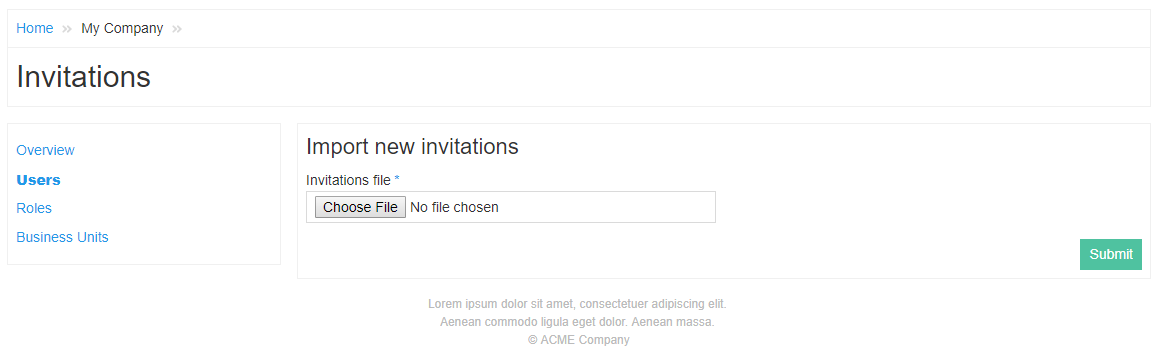 Home » My Company »
Invitations
Overview
Users
Roles
Business Units
Import new invitations
Invitations file *
Choose File No file chosen
Submit
Lorem ipsum dolor sit amet, consectetuer adipiscing elit.
Aenean commodo ligula eget dolor. Aenean massa.
© ACME Company